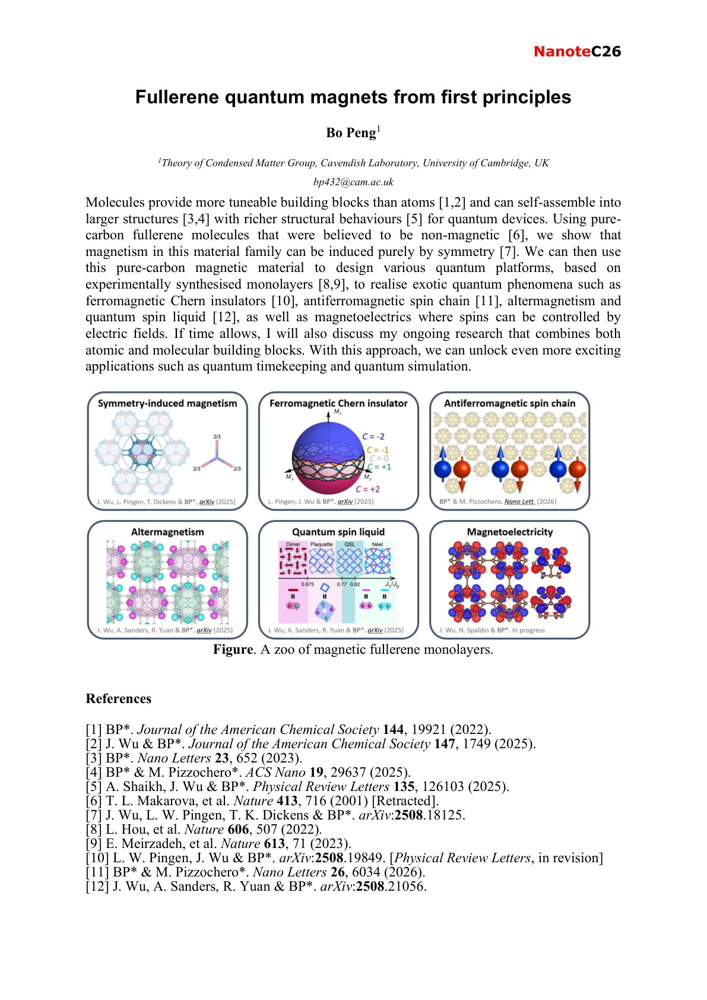 NanoteC26
Fullerene quantum magnets from first principles
Bo Peng1
1Theory of Condensed Matter Group, Cavendish Laboratory, University of Cambridge, UK
bp432@cam.ac.uk
Molecules provide more tuneable building blocks than atoms [1,2] and can self-assemble into
larger structures [3,4] with richer structural behaviours [5] for quantum devices. Using pure-
carbon fullerene molecules that were believed to be non-magnetic [6], we show that
magnetism in this material family can be induced purely by symmetry [7]. We can then use
this pure-carbon magnetic material to design various quantum platforms, based on
experimentally synthesised monolayers [8,9], to realise exotic quantum phenomena such as
ferromagnetic Chern insulators [10], antiferromagnetic spin chain [11], altermagnetism and
quantum spin liquid [12], as well as magnetoelectrics where spins can be controlled by
electric fields. If time allows, I will also discuss my ongoing research that combines both
atomic and molecular building blocks. With this approach, we can unlock even more exciting
applications such as quantum timekeeping and quantum simulation.
Symmetry-induced magnetism
2/3
2/3 2/3
J. Wu, L. Pingen, T. Dickens & BP*. arXiv (2025)
Ferromagnetic Chern insulator
Mz
C = -2
C = -1
C = 0
C = +1
Mx My
C = +2
L. Pingen, J. Wu & BP*. arXiv (2025)
Antiferromagnetic spin chain
BP* & M. Pizzochero. Nano Lett. (2026)
Altermagnetism
J. Wu, A. Sanders, R. Yuan & BP*. arXiv (2025)
Quantum spin liquid
Dimer Plaquette QSL Néel
0.675 0.77 0.82 J1/J0
= = = =
J. Wu, A. Sanders, R. Yuan & BP*. arXiv (2025)
Magnetoelectricity
J. Wu, N. Spaldin & BP*. In progress
Figure. A zoo of magnetic fullerene monolayers.
References
[1] BP*. Journal of the American Chemical Society 144, 19921 (2022).
[2] J. Wu & BP*. Journal of the American Chemical Society 147, 1749 (2025).
[3] BP*. Nano Letters 23, 652 (2023).
[4] BP* & M. Pizzochero*. ACS Nano 19, 29637 (2025).
[5] A. Shaikh, J. Wu & BP*. Physical Review Letters 135, 126103 (2025).
[6] T. L. Makarova, et al. Nature 413, 716 (2001) [Retracted].
[7] J. Wu, L. W. Pingen, T. K. Dickens & BP*. arXiv:2508.18125.
[8] L. Hou, et al. Nature 606, 507 (2022).
[9] E. Meirzadeh, et al. Nature 613, 71 (2023).
[10] L. W. Pingen, J. Wu & BP*. arXiv:2508.19849. [Physical Review Letters, in revision]
[11] BP* & M. Pizzochero*. Nano Letters 26, 6034 (2026).
[12] J. Wu, A. Sanders, R. Yuan & BP*. arXiv:2508.21056.